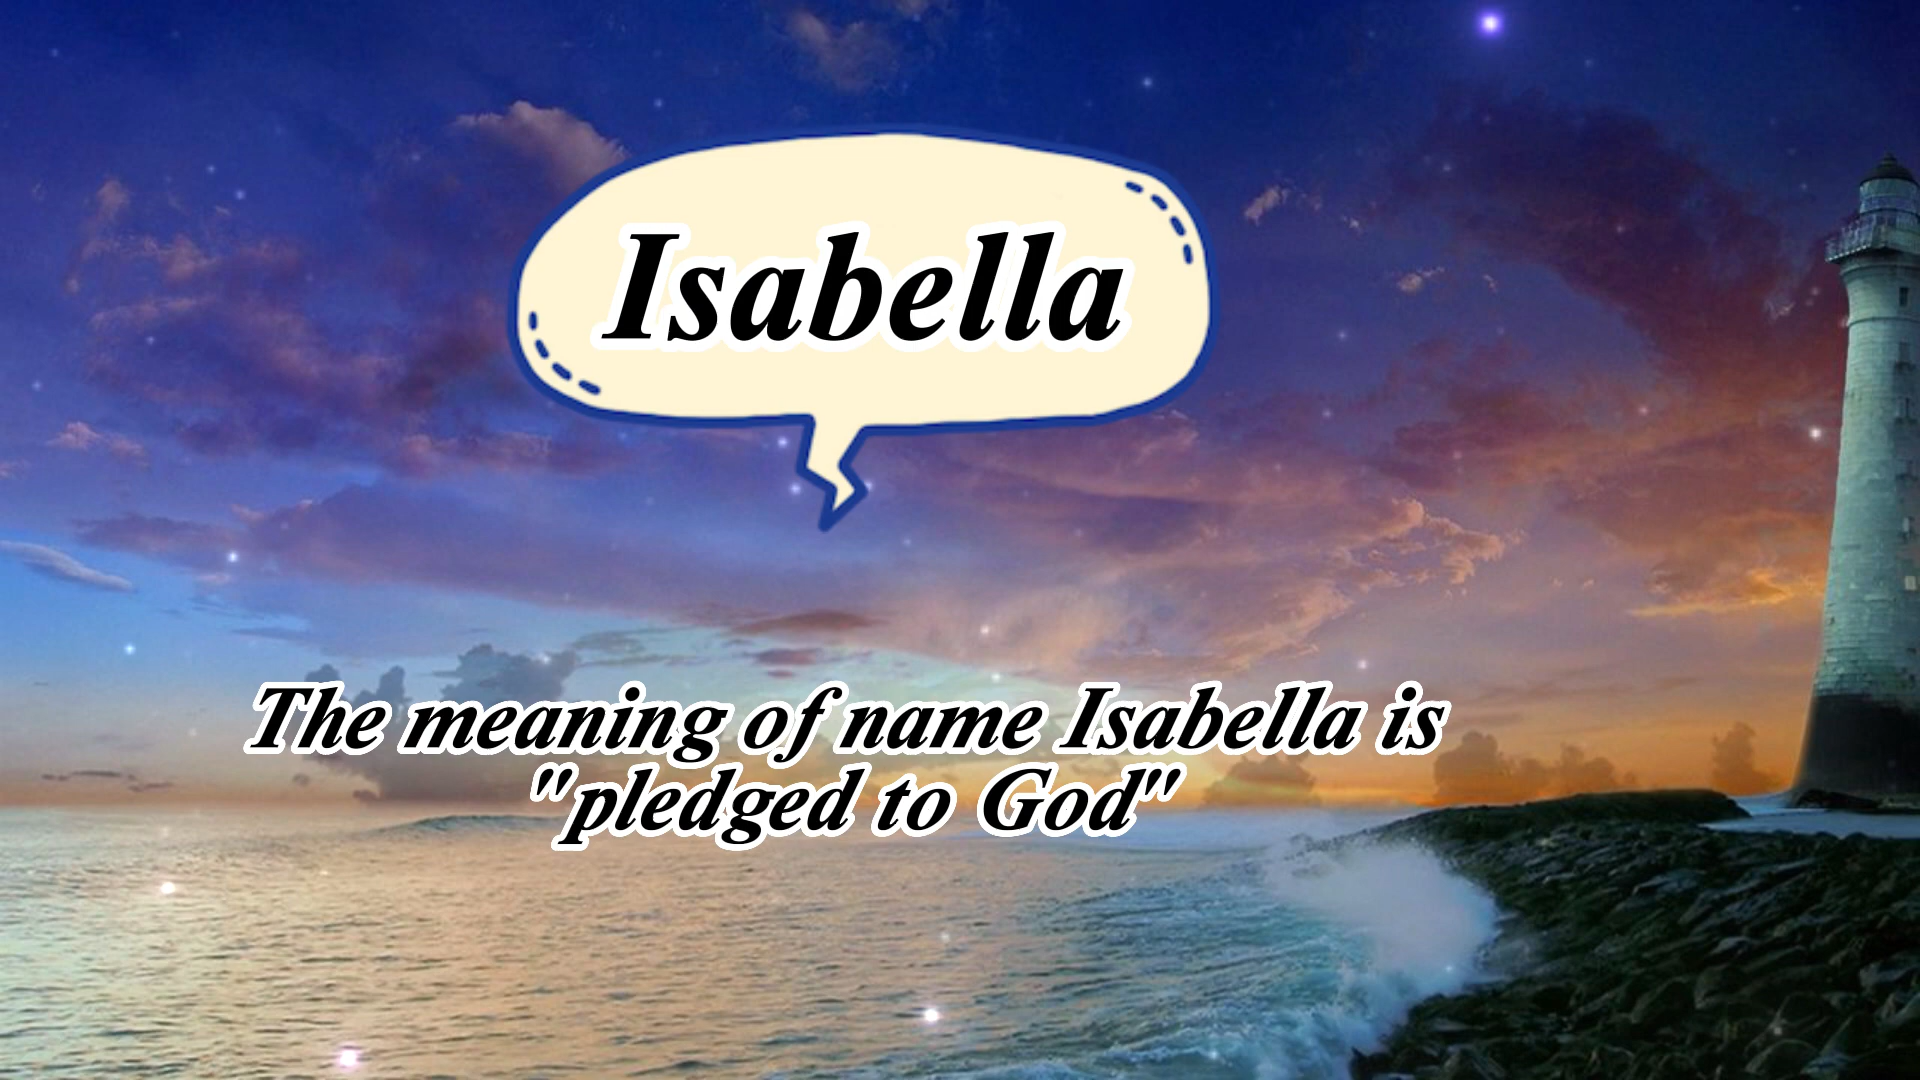 Isabella
The meaning of name Isabella is
"pledged to God"